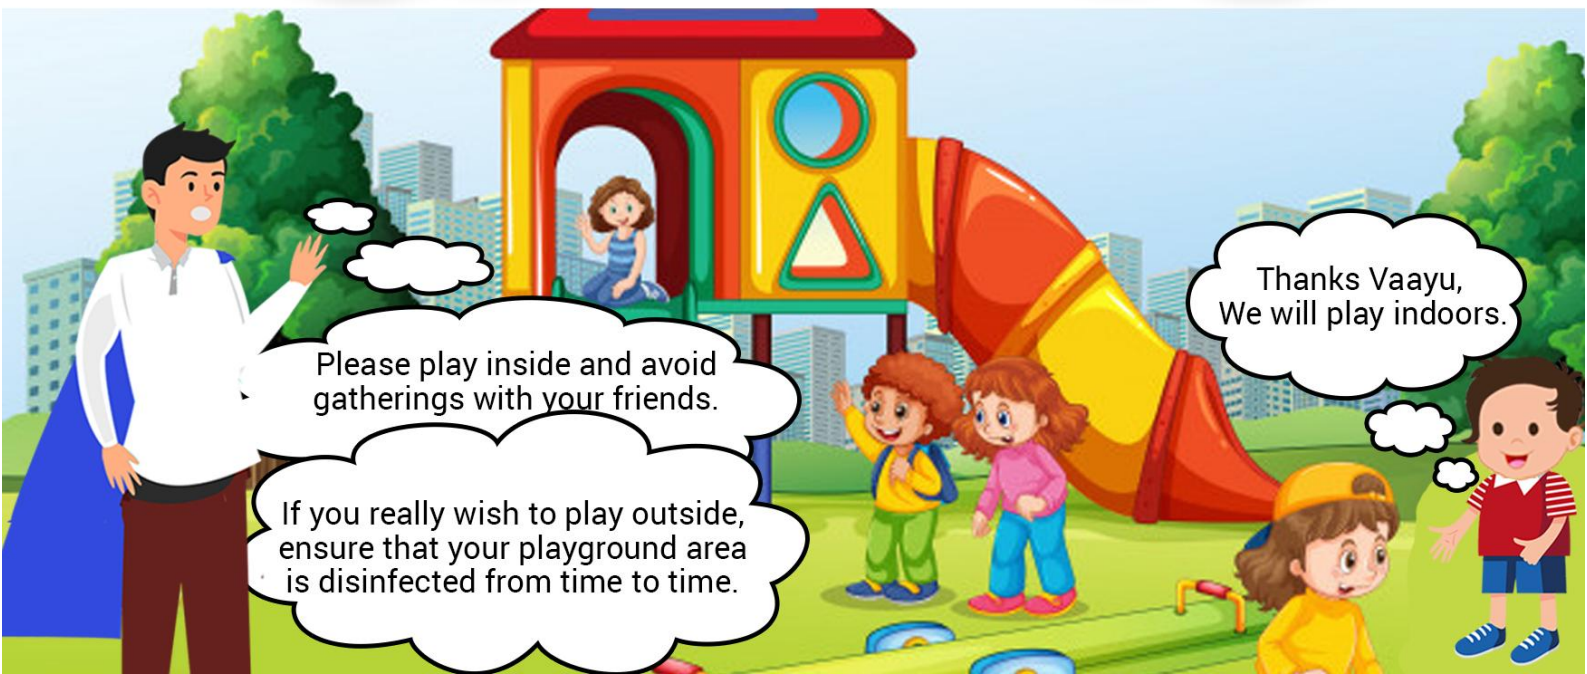 Please play inside and avoid
gatherings with your friends.
If you really wish to play outside,
ensure that your playground area
is disinfected from time to time.
Thanks Vaayu,
We will play indoors.